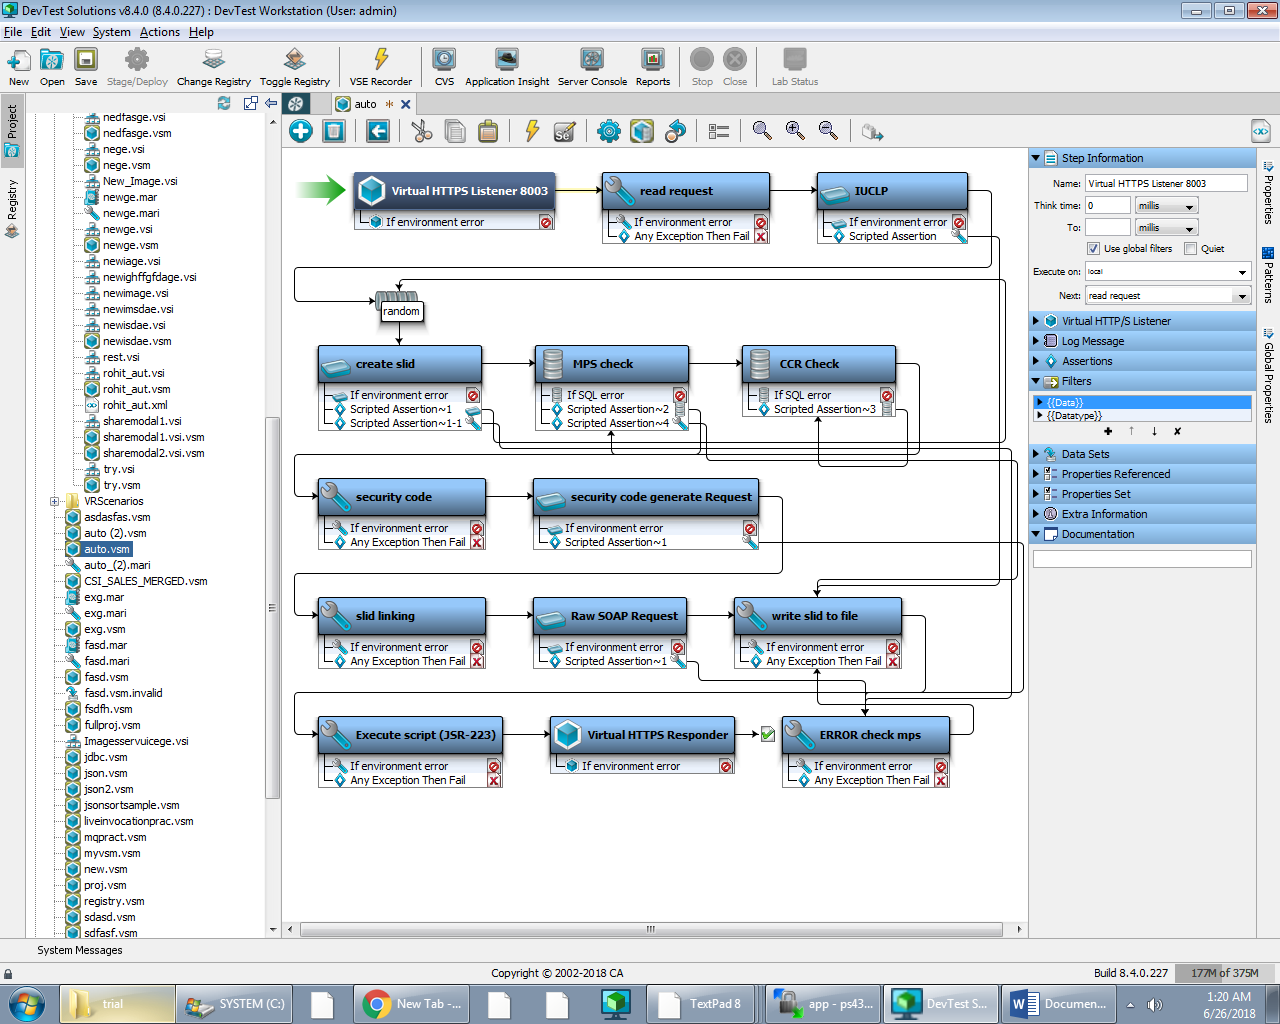 DevTest Solutions v8.4.0 (8.4.0.227) : DevTest Workstation (User: admin)
File Edit View System Actions Help
New Open Save Stage/Deploy Change Registry Toggle Registry VSE Recorder CVS Application Insight Server Console Reports Stop Close Lab Status
Project
Registry
nedfasge.vsi
nedfasge.vsm
nege.vsi
nege.vsm
New_Image.vsi
newge.mar
newge.mari
newge.vsi
newge.vsm
newiage.vsi
newighffgfdage.vsi
newimage.vsi
newimsdae.vsi
newisdae.vsi
newisdae.vsm
rest.vsi
rohit_aut.vsi
rohit_aut.vsm
rohit_aut.xml
sharemodal1.vsi
sharemodal1.vsi.vsm
sharemodal2.vsi.vsm
try.vsi
try.vsm
VRScenarios
asdasfas.vsm
auto (2).vsm
auto.vsm
auto_(2).mari
CSI_SALES_MERGED.vsm
exg.mar
exg.mari
exg.vsm
fasd.mar
fasd.mari
fasd.vsm
fasd.vsm.invalid
fsdfh.vsm
fullproj.vsm
Imagesservuicege.vsi
jdbc.vsm
json.vsm
json2.vsm
jsonsortsample.vsm
liveinvocationprac.vsm
mqpract.vsm
myvsm.vsm
new.vsm
proj.vsm
registry.vsm
sdasd.vsm
sdfasf.vsm
auto
Virtual HTTPS Listener 8003
If environment error
read request
If environment error
Any Exception Then Fail
IUCLP
If environment error
Scripted Assertion
random
create slid
If environment error
Scripted Assertion~1
Scripted Assertion~1-1
MPS check
If SQL error
Scripted Assertion~2
Scripted Assertion~4
CCR Check
If SQL error
Scripted Assertion~3
security code
If environment error
Any Exception Then Fail
security code generate Request
If environment error
Scripted Assertion~1
slid linking
If environment error
Any Exception Then Fail
Raw SOAP Request
If environment error
Scripted Assertion~1
write slid to file
If environment error
Any Exception Then Fail
Execute script (JSR-223)
If environment error
Any Exception Then Fail
Virtual HTTPS Responder
If environment error
ERROR check mps
If environment error
Any Exception Then Fail
Step Information
Name: Virtual HTTPS Listener 8003
Think time: 0 millis
To: millis
Use global filters Quiet
Execute on: local
Next: read request
Virtual HTTP/S Listener
Log Message
Assertions
Filters
{{Data}}
{{Datatype}}
Data Sets
Properties Referenced
Properties Set
Extra Information
Documentation
Properties
Patterns
Global Properties
System Messages
Copyright © 2002-2018 CA
Build 8.4.0.227 177M of 375M
trial
SYSTEM (C:)
New Tab -...
TextPad 8
app - ps43...
DevTest S...
Documen...
1:20 AM
6/26/2018